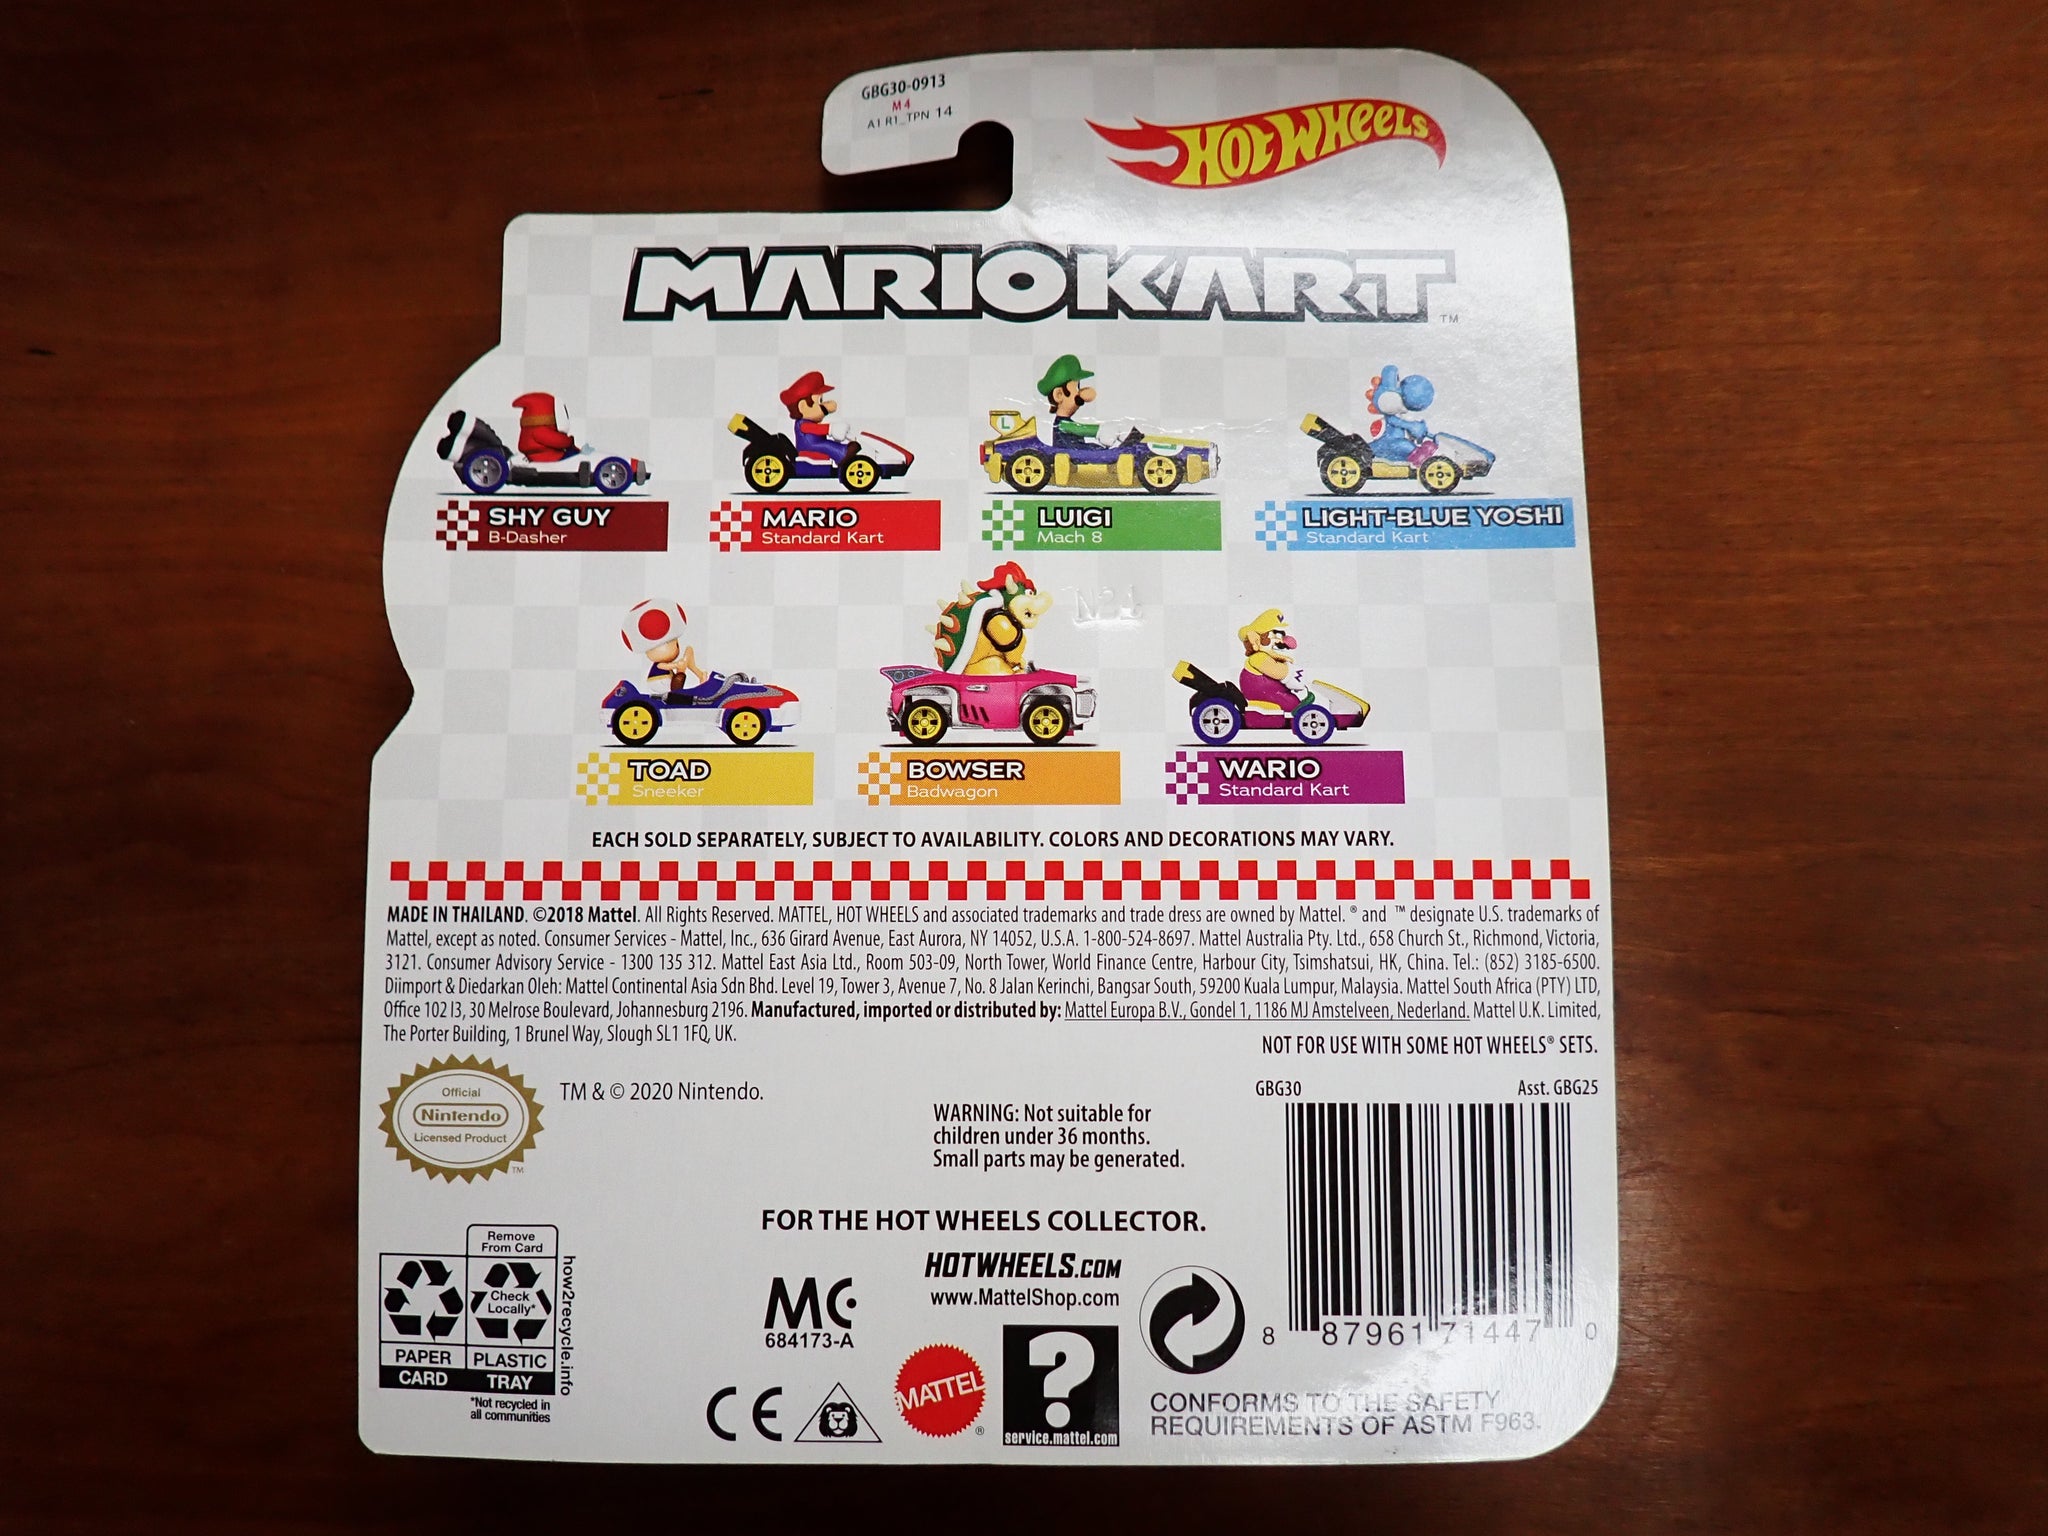 GBG30-0913
M4
A1 R1_TPN 14
HOT WHEELS
MARIOKART™
SHY GUY
B-Dasher
MARIO
Standard Kart
L
LUIGI
Mach 8
LIGHT-BLUE YOSHI
Standard Kart
TOAD
Sneeker
BOWSER
Badwagon
WARIO
Standard Kart
EACH SOLD SEPARATELY, SUBJECT TO AVAILABILITY. COLORS AND DECORATIONS MAY VARY.
MADE IN THAILAND. ©2018 Mattel. All Rights Reserved. MATTEL, HOT WHEELS and associated trademarks and trade dress are owned by Mattel. ® and ™ designate U.S. trademarks of
Mattel, except as noted. Consumer Services - Mattel, Inc., 636 Girard Avenue, East Aurora, NY 14052, U.S.A. 1-800-524-8697. Mattel Australia Pty. Ltd., 658 Church St., Richmond, Victoria,
3121. Consumer Advisory Service - 1300 135 312. Mattel East Asia Ltd., Room 503-09, North Tower, World Finance Centre, Harbour City, Tsimshatsui, HK, China. Tel.: (852) 3185-6500.
Diimport & Diedarkan Oleh: Mattel Continental Asia Sdn Bhd. Level 19, Tower 3, Avenue 7, No. 8 Jalan Kerinchi, Bangsar South, 59200 Kuala Lumpur, Malaysia. Mattel South Africa (PTY) LTD,
Office 102 I3, 30 Melrose Boulevard, Johannesburg 2196. Manufactured, imported or distributed by: Mattel Europa B.V., Gondel 1, 1186 MJ Amstelveen, Nederland. Mattel U.K. Limited,
The Porter Building, 1 Brunel Way, Slough SL1 1FQ, UK.
NOT FOR USE WITH SOME HOT WHEELS® SETS.
Official
Nintendo
Licensed Product
™
TM & © 2020 Nintendo.
WARNING: Not suitable for
children under 36 months.
Small parts may be generated.
GBG30
Asst. GBG25
8 87961 71447 0
FOR THE HOT WHEELS COLLECTOR.
HOTWHEELS.COM
www.MattelShop.com
MC
684173-A
Remove
From Card
Check
Locally*
PAPER
CARD
PLASTIC
TRAY
*Not recycled in
all communities
how2recycle.info
CE
MATTEL®
?
service.mattel.com
CONFORMS TO THE SAFETY
REQUIREMENTS OF ASTM F963.